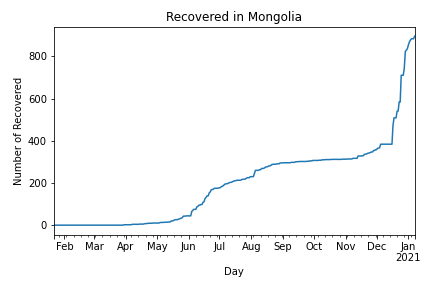 Recovered in Mongolia
Number of Recovered
800
600
400
200
0
Feb Mar Apr May Jun Jul Aug Sep Oct Nov Dec Jan
2021
Day